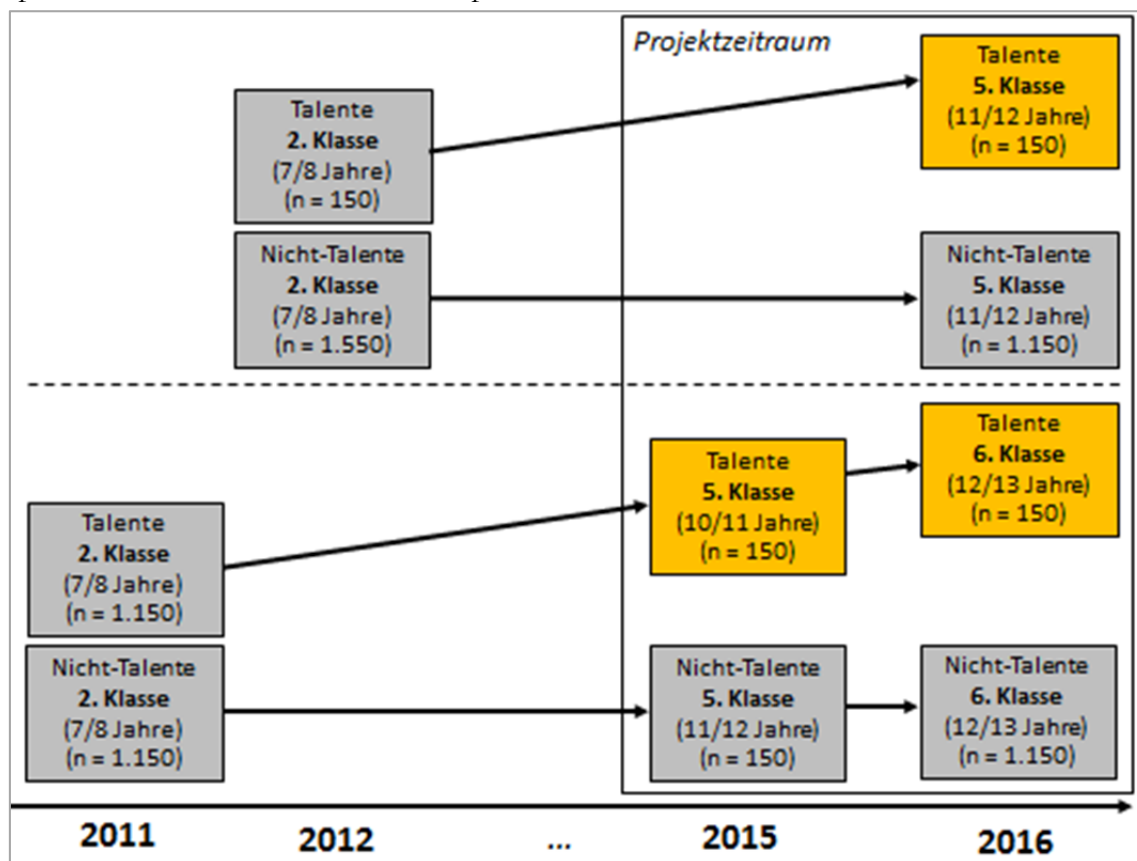 Projektzeitraum
Talente
5. Klasse
(11/12 Jahre)
(n = 150)
Talente
2. Klasse
(7/8 Jahre)
(n = 150)
Nicht-Talente
2. Klasse
(7/8 Jahre)
(n = 1.550)
Nicht-Talente
5. Klasse
(11/12 Jahre)
(n = 1.150)
Talente
2. Klasse
(7/8 Jahre)
(n = 1.150)
Talente
5. Klasse
(10/11 Jahre)
(n = 150)
Talente
6. Klasse
(12/13 Jahre)
(n = 150)
Nicht-Talente
2. Klasse
(7/8 Jahre)
(n = 1.150)
Nicht-Talente
5. Klasse
(11/12 Jahre)
(n = 150)
Nicht-Talente
6. Klasse
(12/13 Jahre)
(n = 1.150)
2011 2012 ... 2015 2016